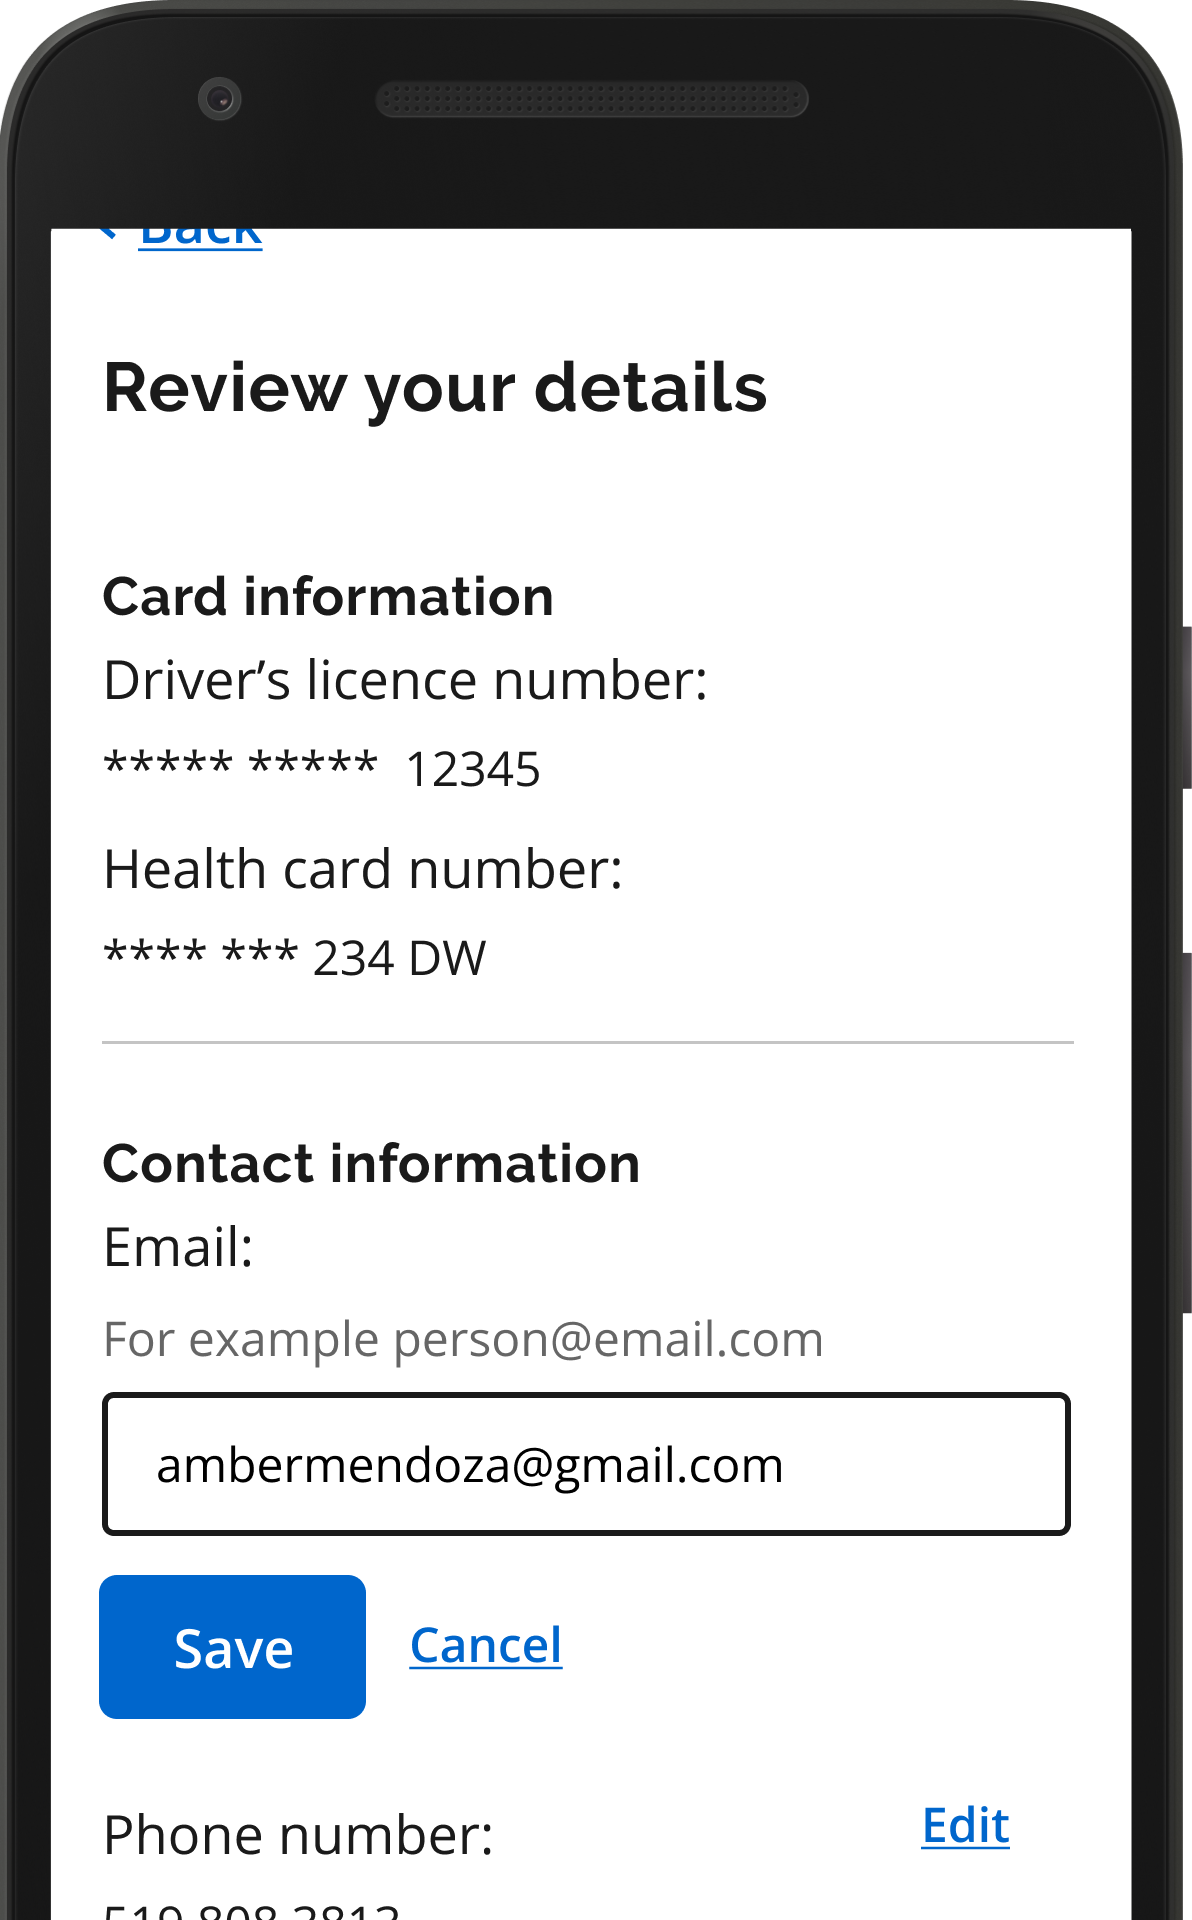 Back
Review your details
Card information
Driver’s licence number:
***** *****  12345
Health card number:
**** *** 234 DW
Contact information
Email:
For example person@email.com
ambermendoza@gmail.com
Save
Cancel
Edit
Phone number: